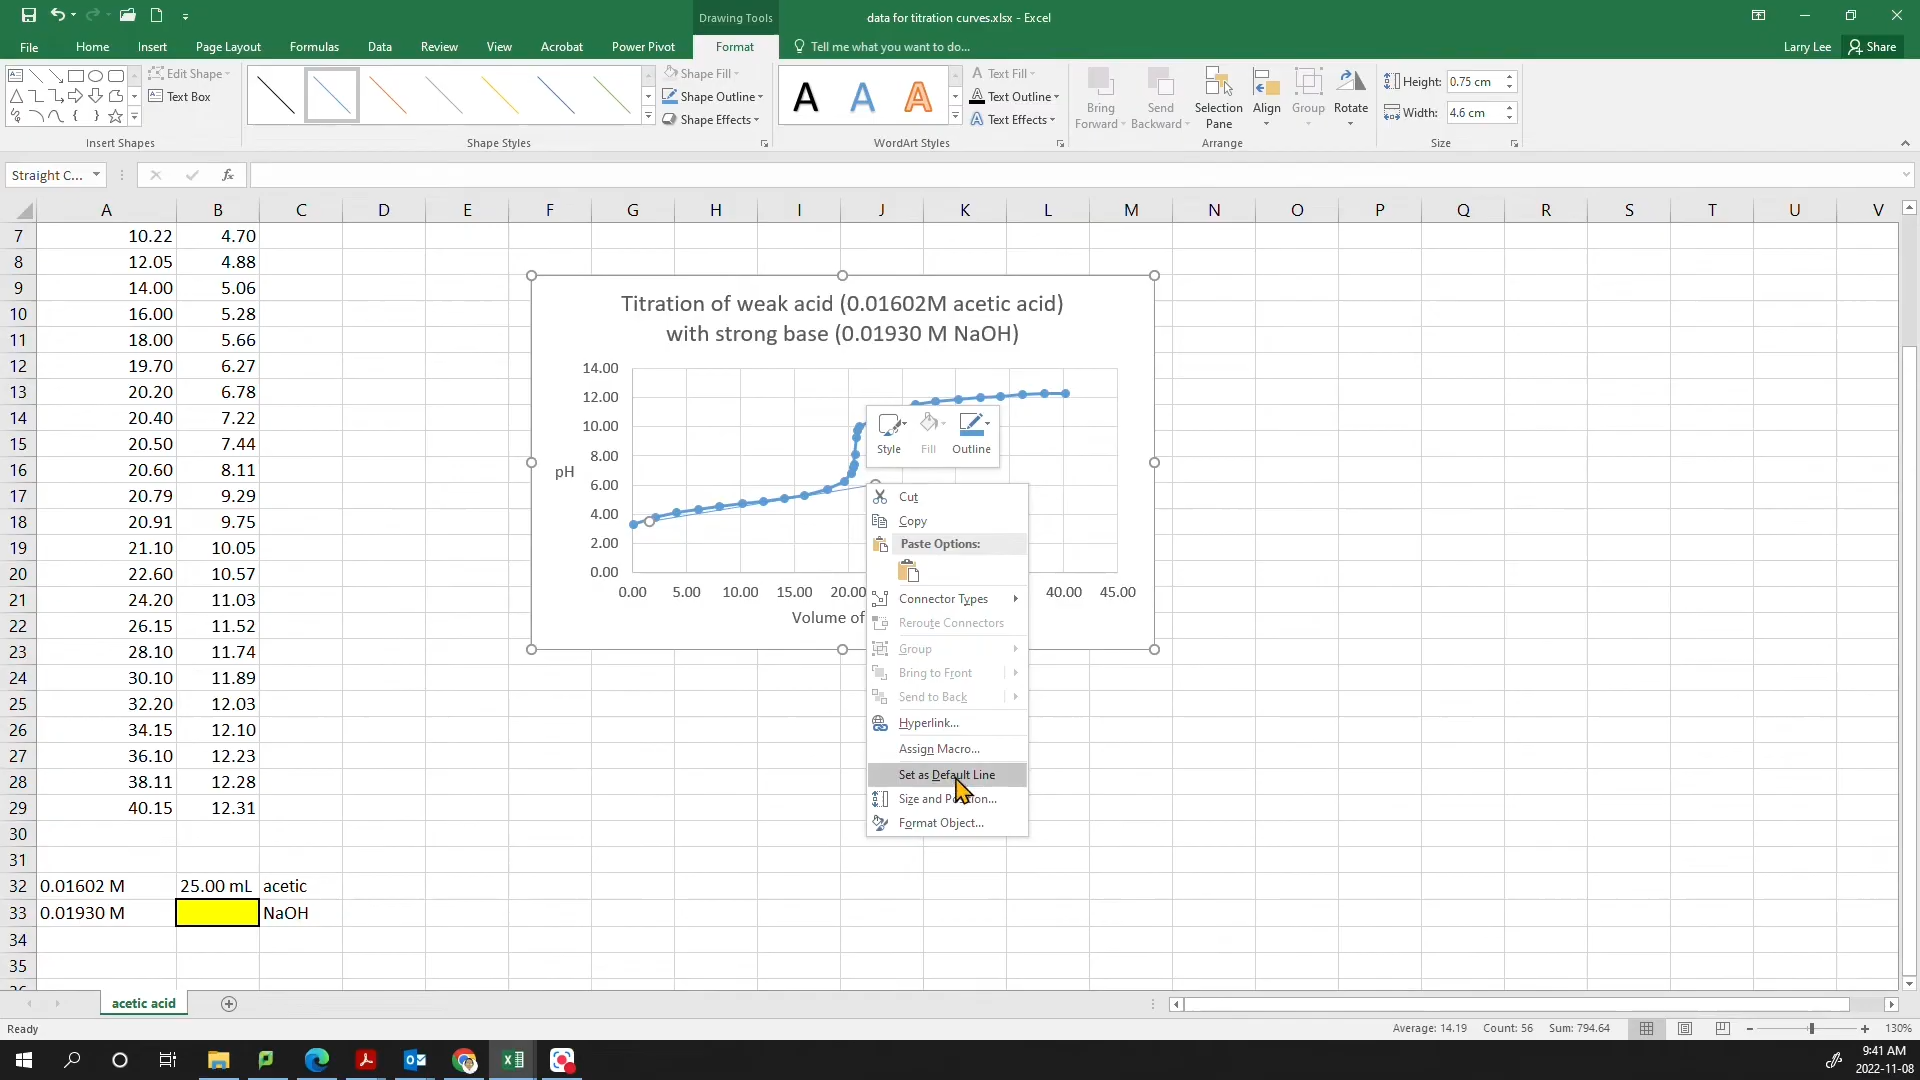 Drawing Tools
data for titration curves.xlsx - Excel
File Home Insert Page Layout Formulas Data Review View Acrobat Power Pivot Format Tell me what you want to do... Larry Lee Share
Edit Shape
Text Box
Insert Shapes
Shape Fill
Shape Outline
Shape Effects
Shape Styles
A A A
Text Fill
Text Outline
Text Effects
WordArt Styles
Bring Forward
Send Backward
Selection Pane
Align
Group
Rotate
Arrange
Height: 0.75 cm
Width: 4.6 cm
Size
Straight C...
fx
A B C D E F G H I J K L M N O P Q R S T U V
7 10.22 4.70
8 12.05 4.88
9 14.00 5.06
10 16.00 5.28
11 18.00 5.66
12 19.70 6.27
13 20.20 6.78
14 20.40 7.22
15 20.50 7.44
16 20.60 8.11
17 20.79 9.29
18 20.91 9.75
19 21.10 10.05
20 22.60 10.57
21 24.20 11.03
22 26.15 11.52
23 28.10 11.74
24 30.10 11.89
25 32.20 12.03
26 34.15 12.10
27 36.10 12.23
28 38.11 12.28
29 40.15 12.31
30
31
32 0.01602 M 25.00 mL acetic
33 0.01930 M NaOH
34
35
Titration of weak acid (0.01602M acetic acid)
with strong base (0.01930 M NaOH)
14.00
12.00
10.00
8.00
6.00
4.00
2.00
0.00
pH
0.00 5.00 10.00 15.00 20.00 40.00 45.00
Volume of
Style Fill Outline
Cut
Copy
Paste Options:
Connector Types
Reroute Connectors
Group
Bring to Front
Send to Back
Hyperlink...
Assign Macro...
Set as Default Line
Size and Position...
Format Object...
acetic acid
Ready
Average: 14.19 Count: 56 Sum: 794.64
130%
9:41 AM
2022-11-08